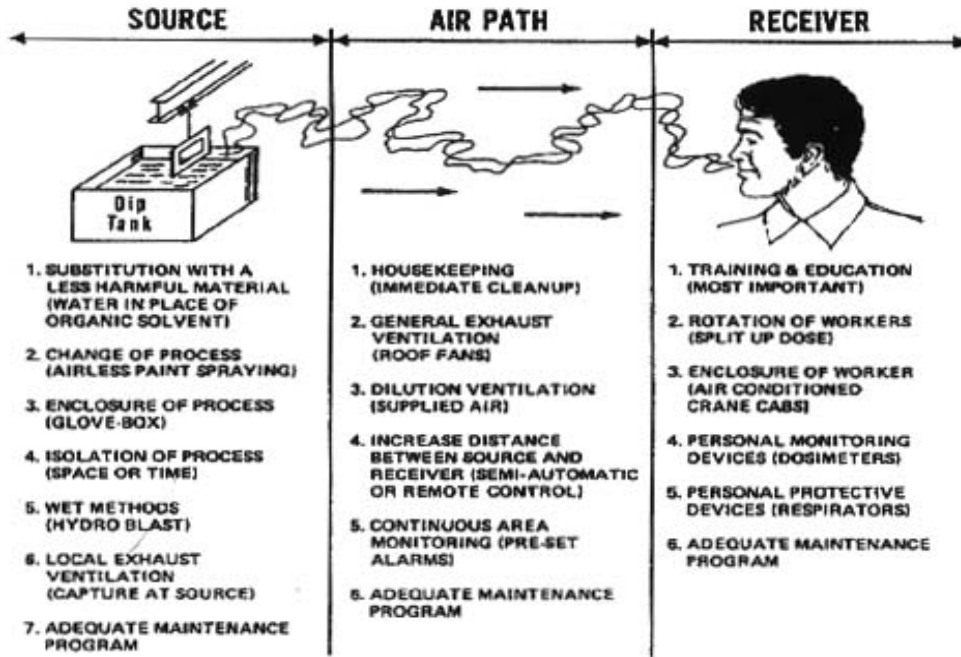 SOURCE
AIR PATH
RECEIVER
Dip
Tank
1. SUBSTITUTION WITH A
LESS HARMFUL MATERIAL
(WATER IN PLACE OF
ORGANIC SOLVENT)
2. CHANGE OF PROCESS
(AIRLESS PAINT SPRAYING)
3. ENCLOSURE OF PROCESS
(GLOVE-BOX)
4. ISOLATION OF PROCESS
(SPACE OR TIME)
5. WET METHODS
(HYDRO BLAST)
6. LOCAL EXHAUST
VENTILATION
(CAPTURE AT SOURCE)
7. ADEQUATE MAINTENANCE
PROGRAM
1. HOUSEKEEPING
(IMMEDIATE CLEANUP)
2. GENERAL EXHAUST
VENTILATION
(ROOF FANS)
3. DILUTION VENTILATION
(SUPPLIED AIR)
4. INCREASE DISTANCE
BETWEEN SOURCE AND
RECEIVER (SEMI-AUTOMATIC
OR REMOTE CONTROL)
5. CONTINUOUS AREA
MONITORING (PRE-SET
ALARMS)
6. ADEQUATE MAINTENANCE
PROGRAM
1. TRAINING & EDUCATION
(MOST IMPORTANT)
2. ROTATION OF WORKERS
(SPLIT UP DOSE)
3. ENCLOSURE OF WORKER
(AIR CONDITIONED
CRANE CABS)
4. PERSONAL MONITORING
DEVICES (DOSIMETERS)
5. PERSONAL PROTECTIVE
DEVICES (RESPIRATORS)
6. ADEQUATE MAINTENANCE
PROGRAM